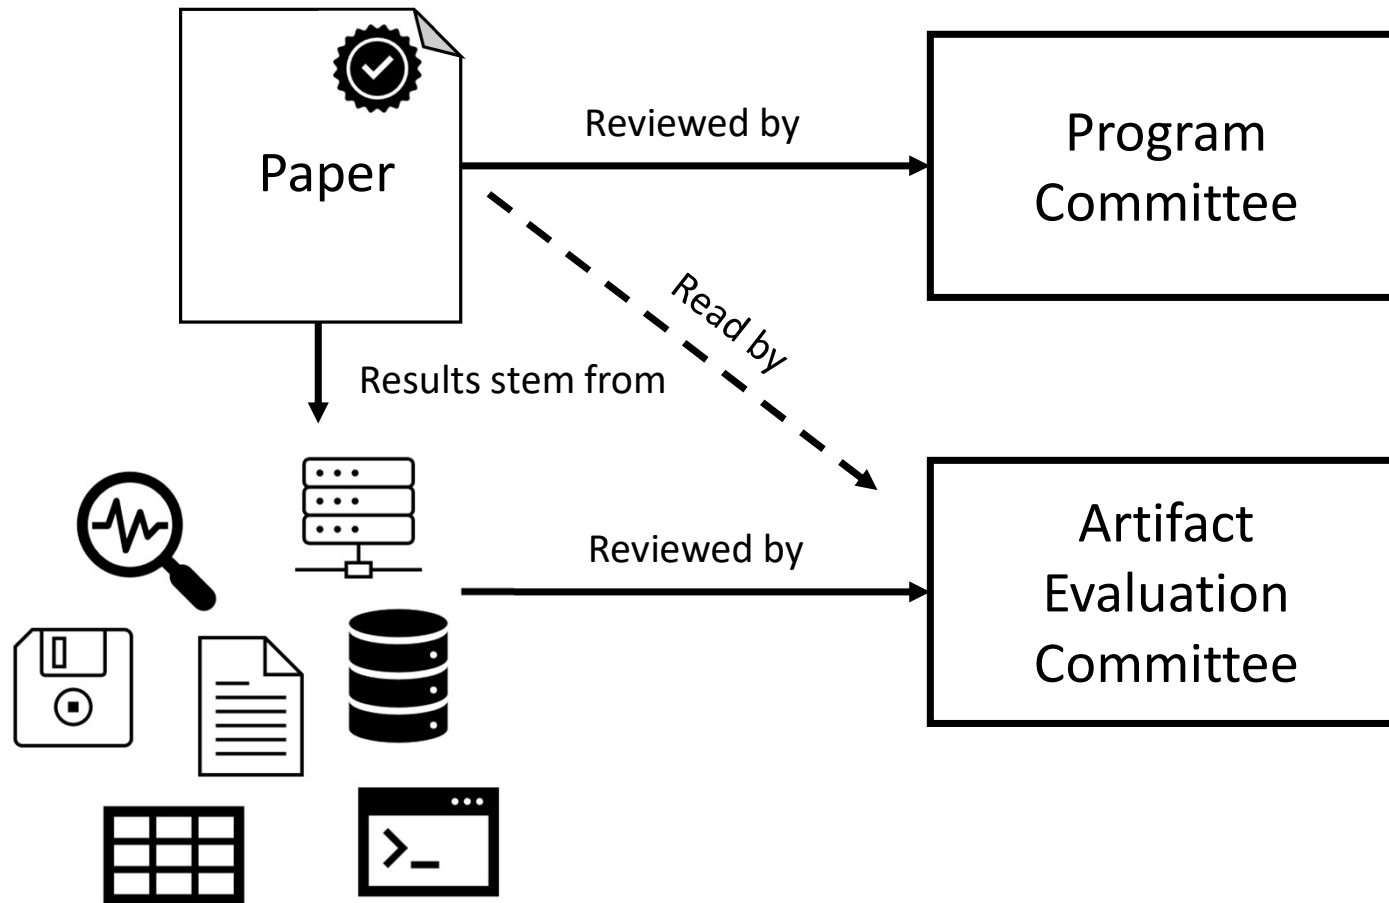 Paper
Reviewed by
Program
Committee
Read by
Results stem from
Reviewed by
Artifact
Evaluation
Committee
>_